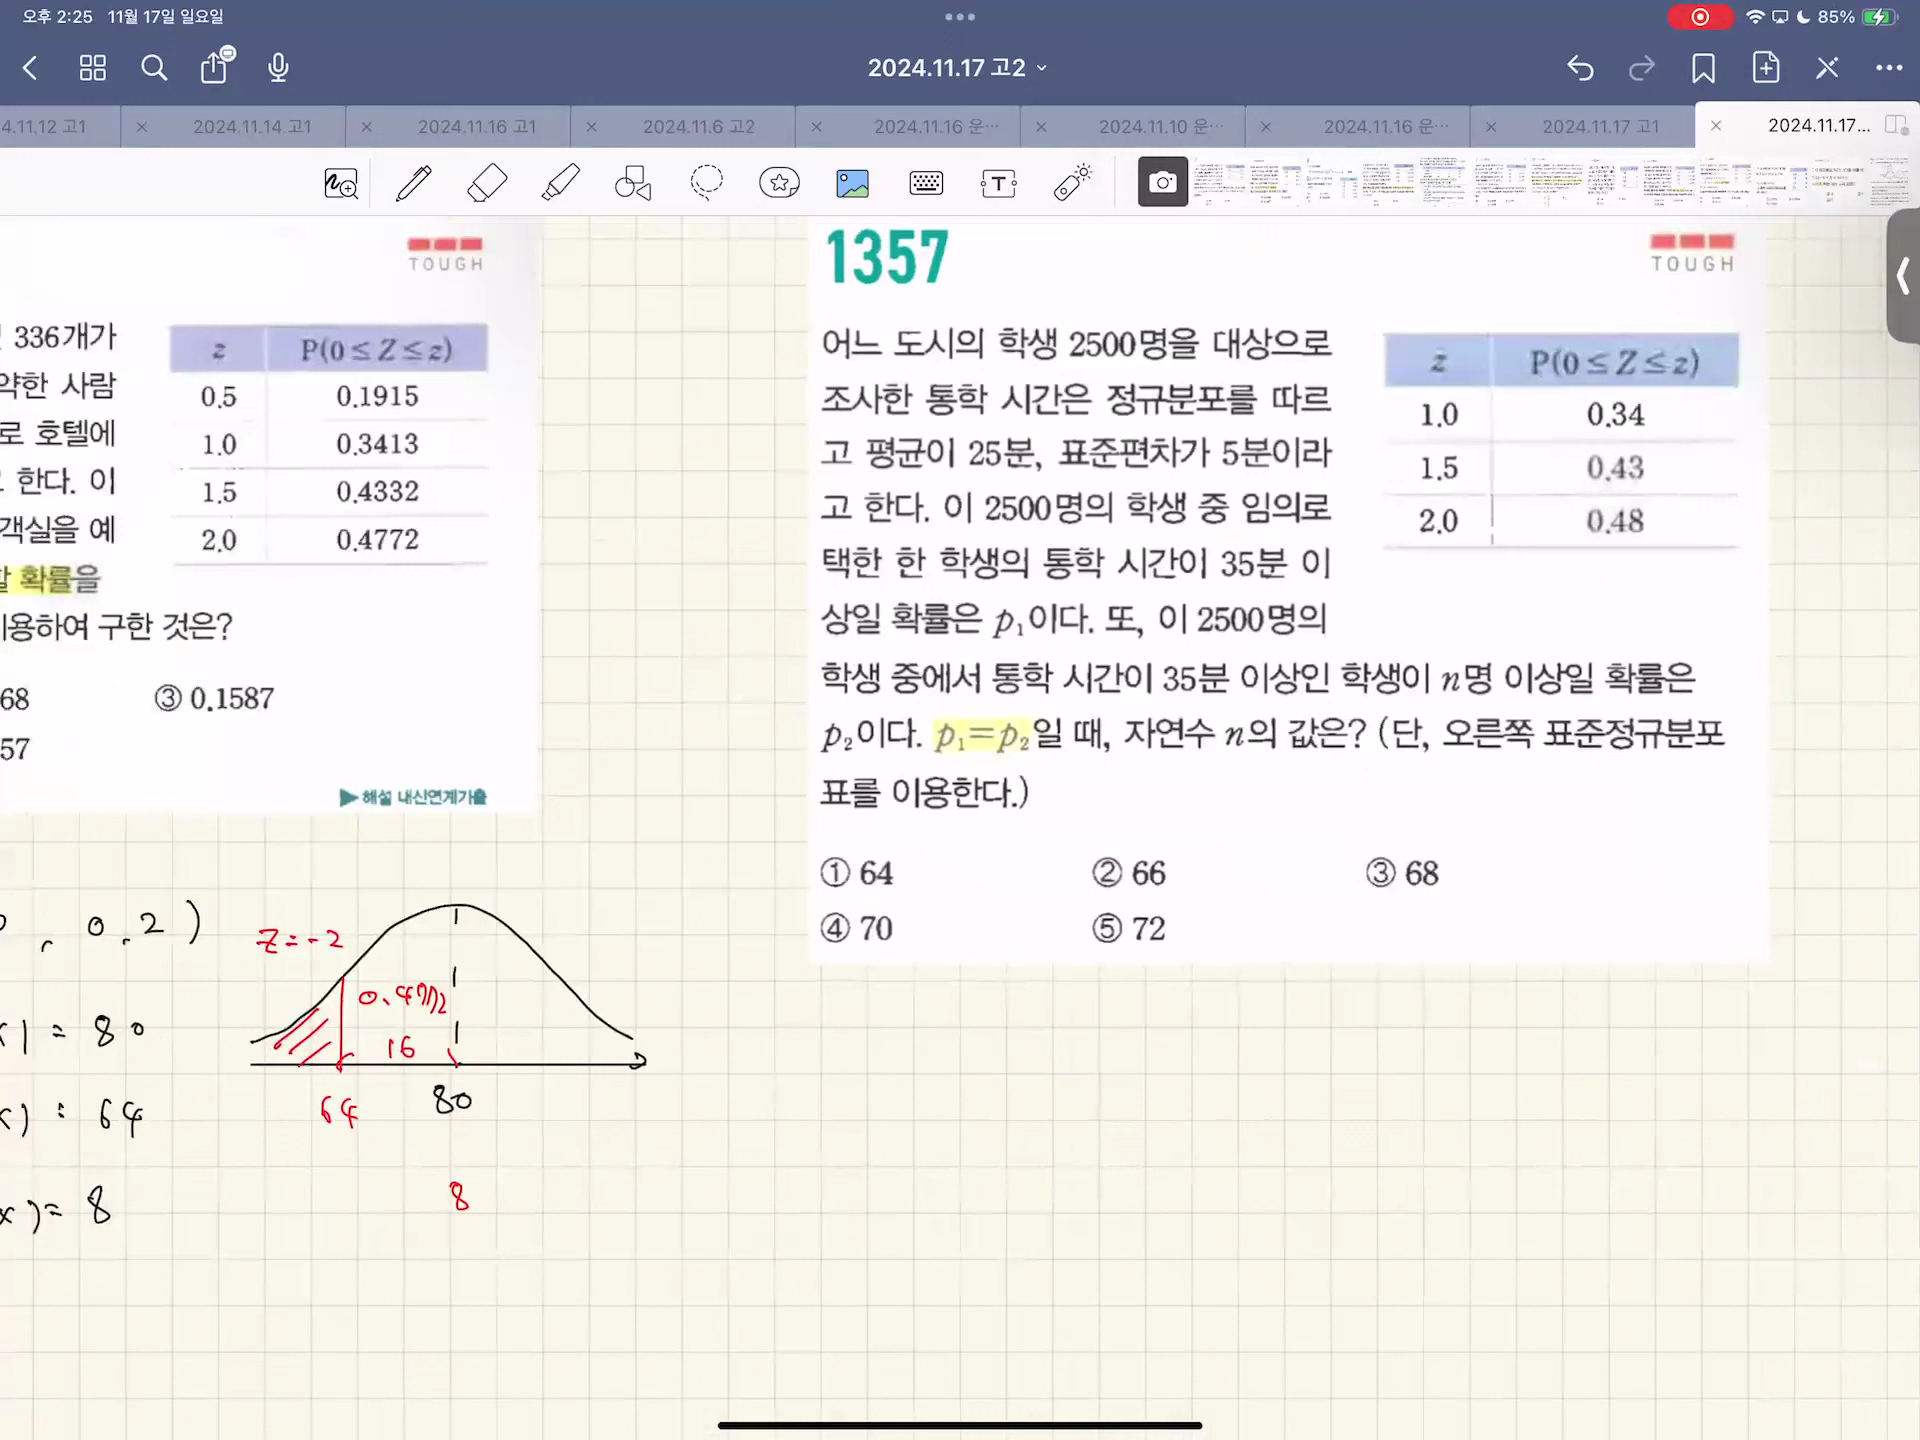 오후 2:25 11월 17일 일요일
85%
2024.11.17 고2
4.11.12 고1
2024.11.14.고1
2024.11.16 고1
2024.11.6 고2
2024.11.16 운…
2024.11.10 운…
2024.11.16 운…
2024.11.17 고1
2024.11.17...
TOUGH
336개가
약한 사람
로 호텔에
한다. 이
객실을 예
할 확률을
이용하여 구한 것은?
z P(0≤Z≤z)
0.5 0.1915
1.0 0.3413
1.5 0.4332
2.0 0.4772
68 ③ 0.1587
57
▶해설 내신연계기출
, 0.2 )
z = -2
0.4772
16
64 80
x) = 80
x) : 64
x) = 8
8
1357
TOUGH
어느 도시의 학생 2500명을 대상으로
조사한 통학 시간은 정규분포를 따르
고 평균이 25분, 표준편차가 5분이라
고 한다. 이 2500명의 학생 중 임의로
택한 한 학생의 통학 시간이 35분 이
상일 확률은 p₁이다. 또, 이 2500명의
학생 중에서 통학 시간이 35분 이상인 학생이 n명 이상일 확률은
p₂이다. p₁=p₂일 때, 자연수 n의 값은? (단, 오른쪽 표준정규분포
표를 이용한다.)
z P(0≤Z≤z)
1.0 0.34
1.5 0.43
2.0 0.48
① 64 ② 66 ③ 68
④ 70 ⑤ 72